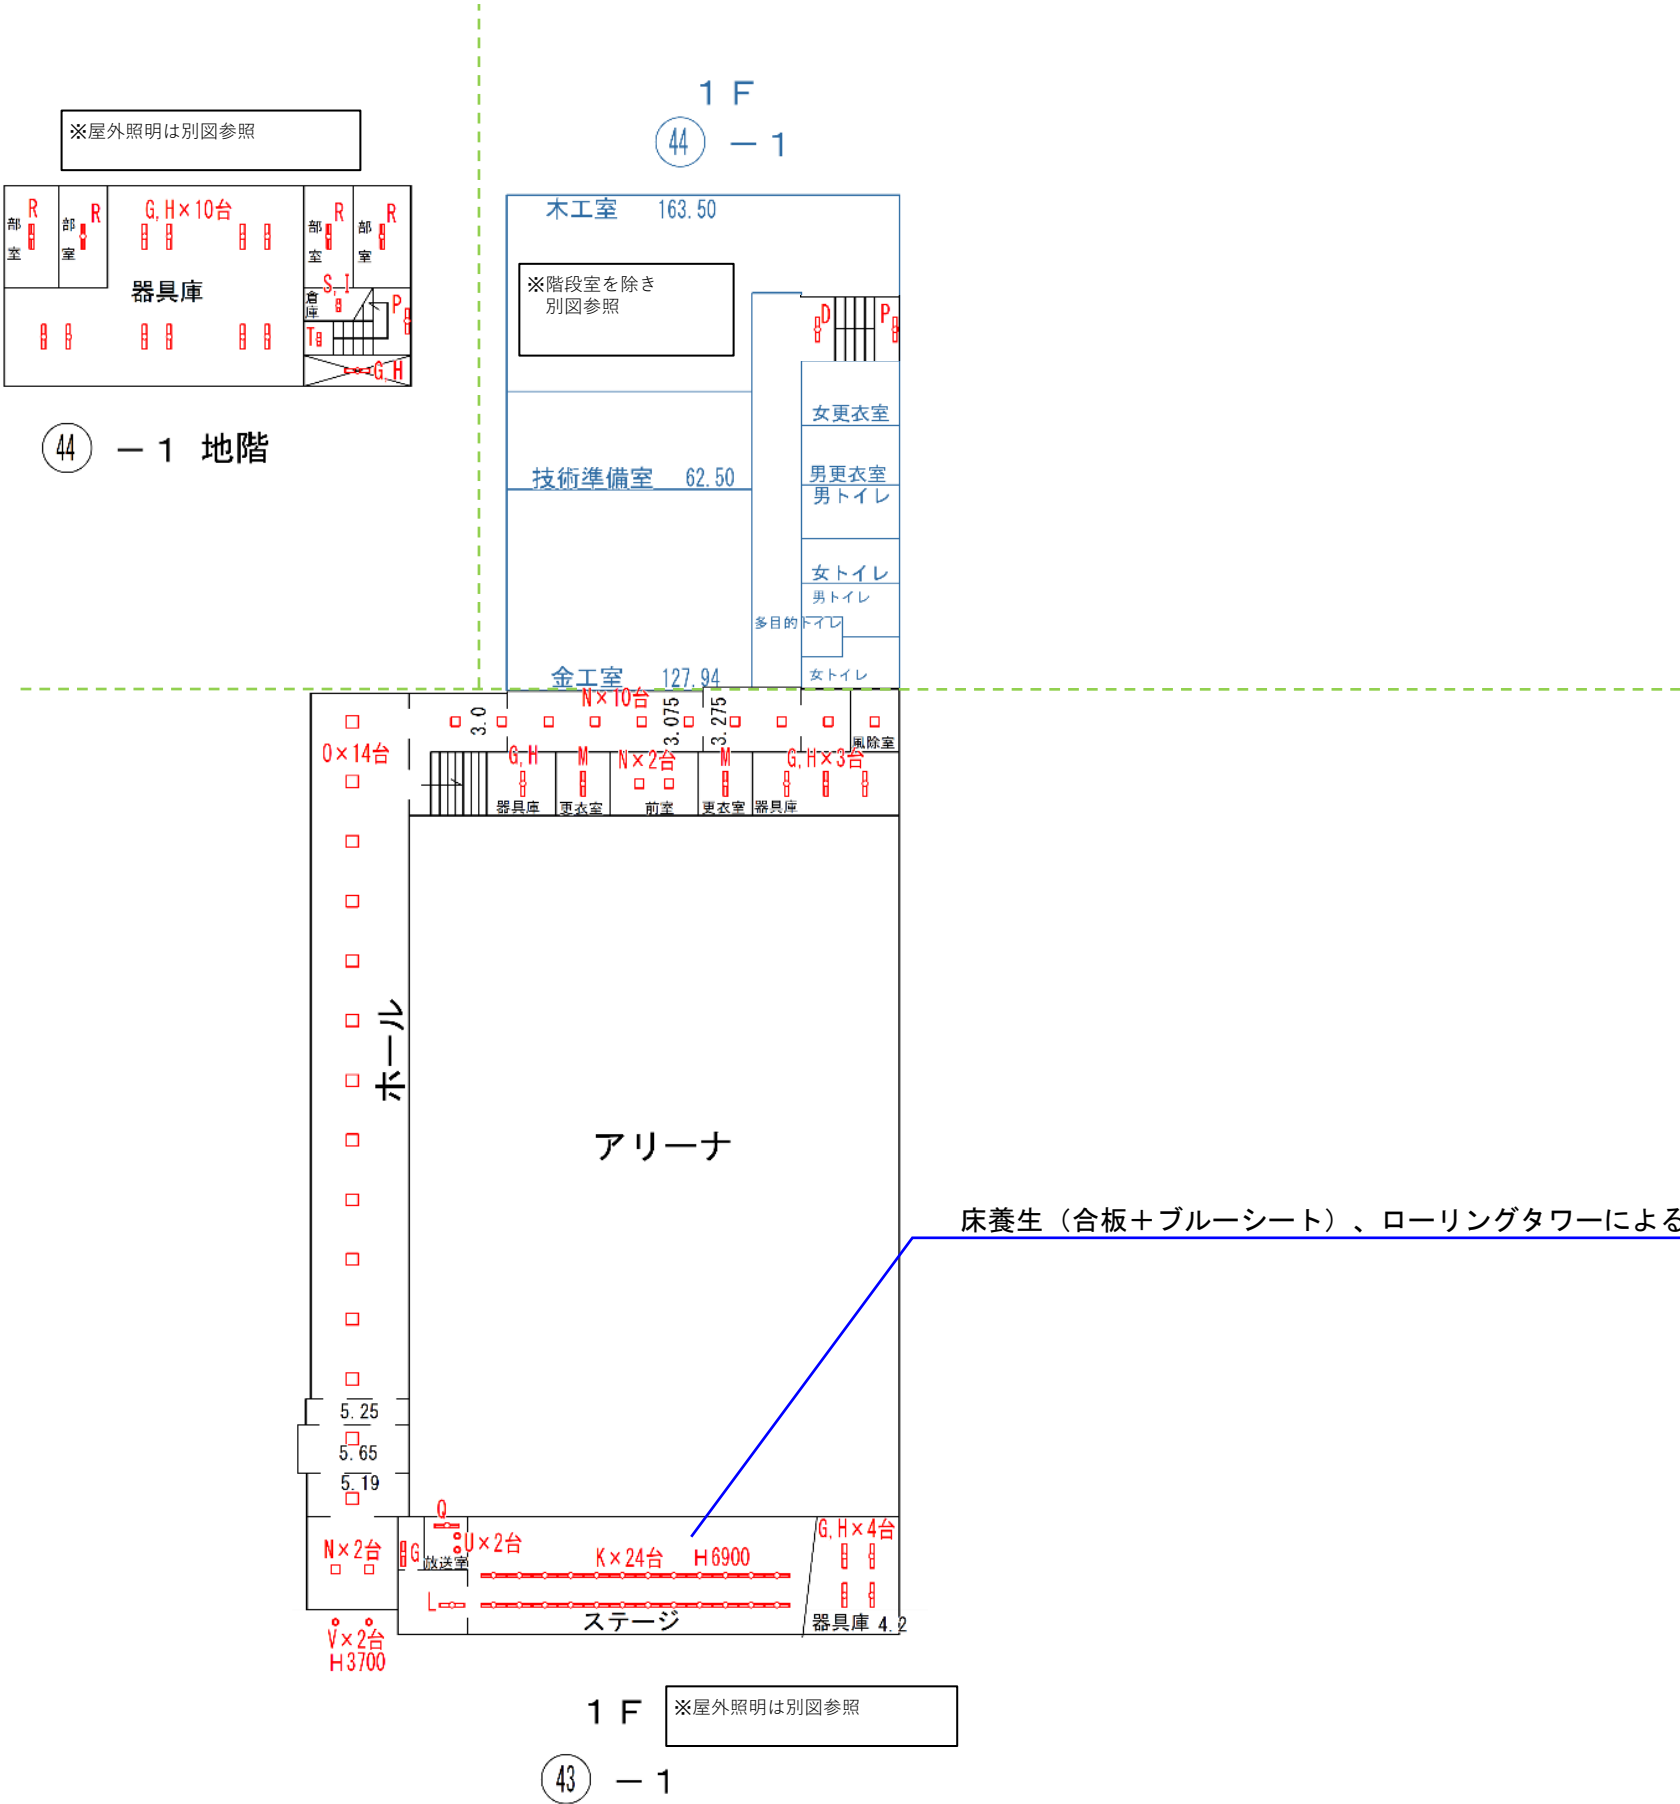 ※屋外照明は別図参照
R
部
室
R
部
室
G,H×10台
器具庫
R
部
室
R
部
室
S,I
倉
庫
P
T
G,H
44 －1 地階
1F
44 －1
木工室 163.50
※階段室を除き
別図参照
D
P
女更衣室
技術準備室 62.50
男更衣室
男トイレ
女トイレ
男トイレ
多目的トイレ
金工室 127.94
女トイレ
N×10台
3.0
3.075
3.275
風除室
O×14台
G,H
M
N×2台
M
G,H×3台
器具庫
更衣室
前室
更衣室
器具庫
ホール
アリーナ
床養生（合板＋ブルーシート）、ローリングタワーによる
5.25
5.65
5.19
Q
U×2台
G
放送室
N×2台
K×24台 H6900
G,H×4台
L
ステージ
器具庫 4.2
V×2台
H3700
1F
※屋外照明は別図参照
43 －1